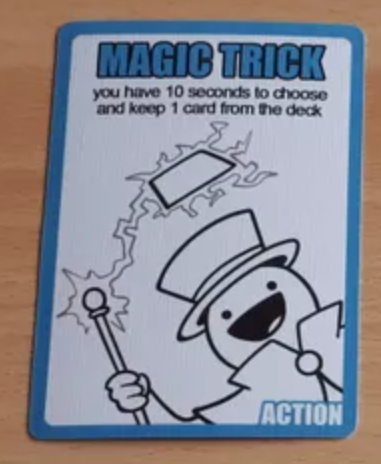 MAGIC TRICK
you have 10 seconds to choose
and keep 1 card from the deck
ACTION